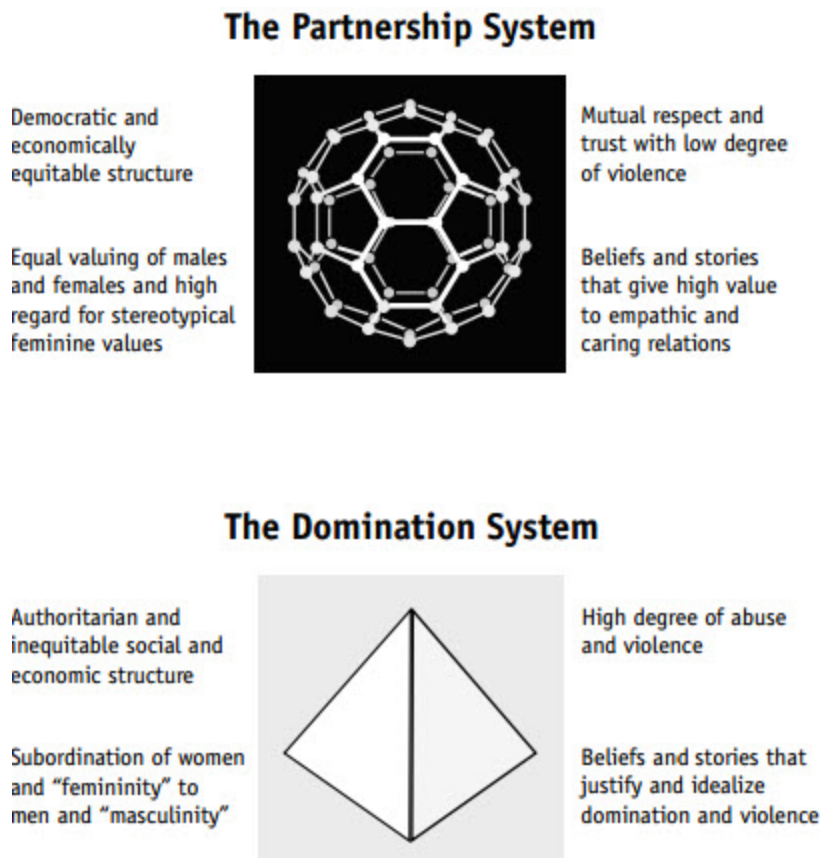 The Partnership System
Democratic and
economically
equitable structure
Mutual respect and
trust with low degree
of violence
Equal valuing of males
and females and high
regard for stereotypical
feminine values
Beliefs and stories
that give high value
to empathic and
caring relations
The Domination System
Authoritarian and
inequitable social and
economic structure
High degree of abuse
and violence
Subordination of women
and “femininity” to
men and “masculinity”
Beliefs and stories that
justify and idealize
domination and violence